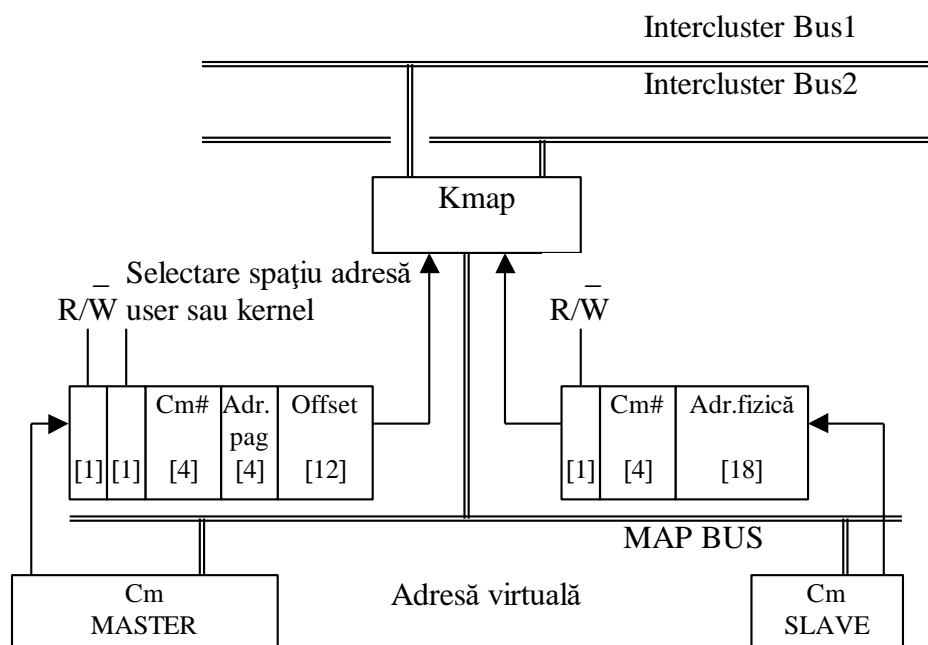 Intercluster Bus1
Intercluster Bus2
Kmap
Selectare spaţiu adresă
R/W̅ user sau kernel
R/W̅
Cm# Adr. Offset
pag
[1] [1] [4] [4] [12]
Cm# Adr.fizică
[1] [4] [18]
MAP BUS
Cm
MASTER
Adresă virtuală
Cm
SLAVE